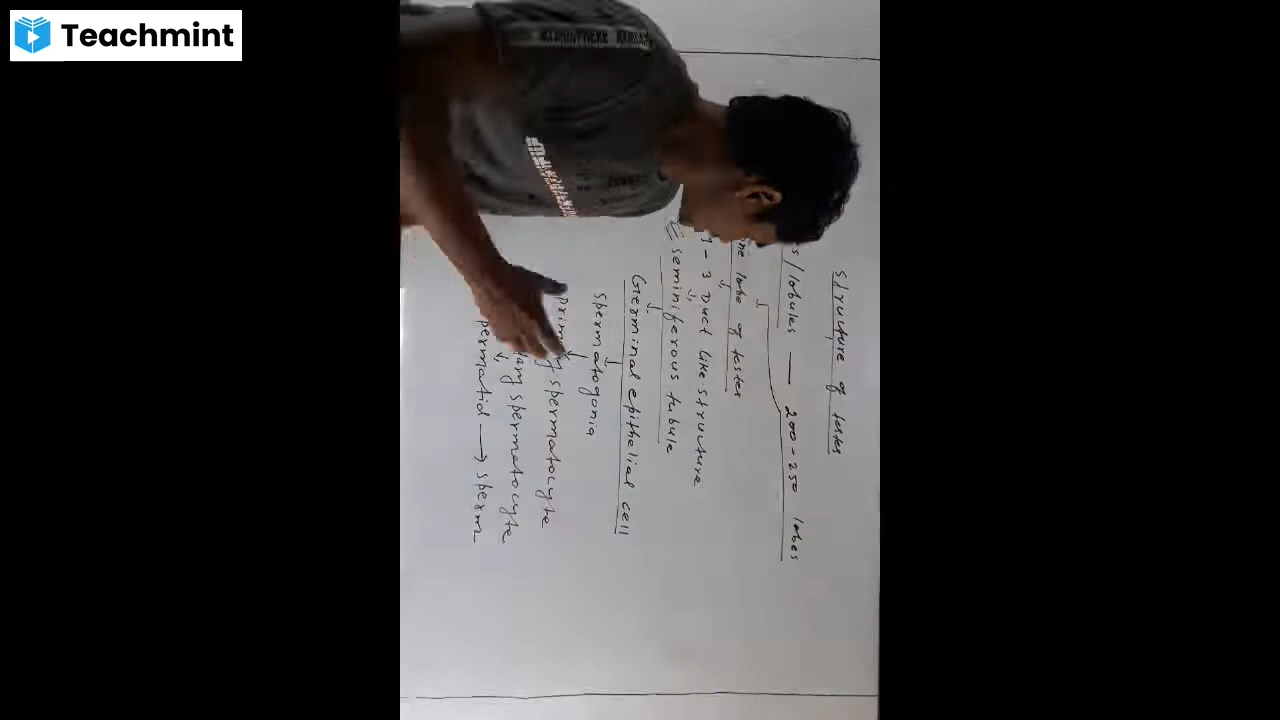 Teachmint
structure of testes
/lobules — 200-250 lobes
lobe of testes
1-3 Duct like structure
seminiferous tubule
Germinal epithelial cell
spermatogonia
spermatocyte
spermatocyte
permatid → sperm